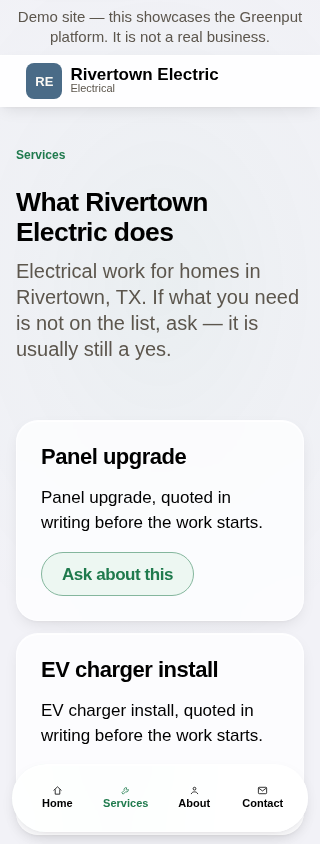 Demo site — this showcases the Greenput
platform. It is not a real business.
RE
Rivertown Electric
Electrical
Services
What Rivertown
Electric does
Electrical work for homes in
Rivertown, TX. If what you need
is not on the list, ask — it is
usually still a yes.
Panel upgrade
Panel upgrade, quoted in
writing before the work starts.
Ask about this
EV charger install
EV charger install, quoted in
writing before the work starts.
Home
Services
About
Contact